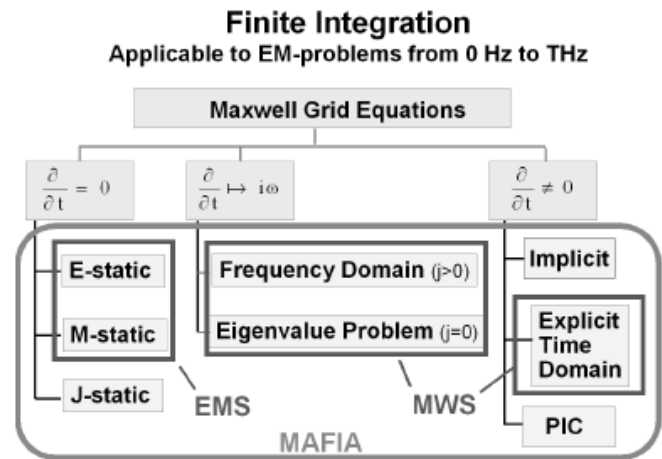 Finite Integration
Applicable to EM-problems from 0 Hz to THz
Maxwell Grid Equations
∂/∂t = 0
∂/∂t ↦ iω
∂/∂t ≠ 0
E-static
M-static
J-static
EMS
Frequency Domain (j>0)
Eigenvalue Problem (j=0)
MWS
Implicit
Explicit
Time
Domain
PIC
MAFIA